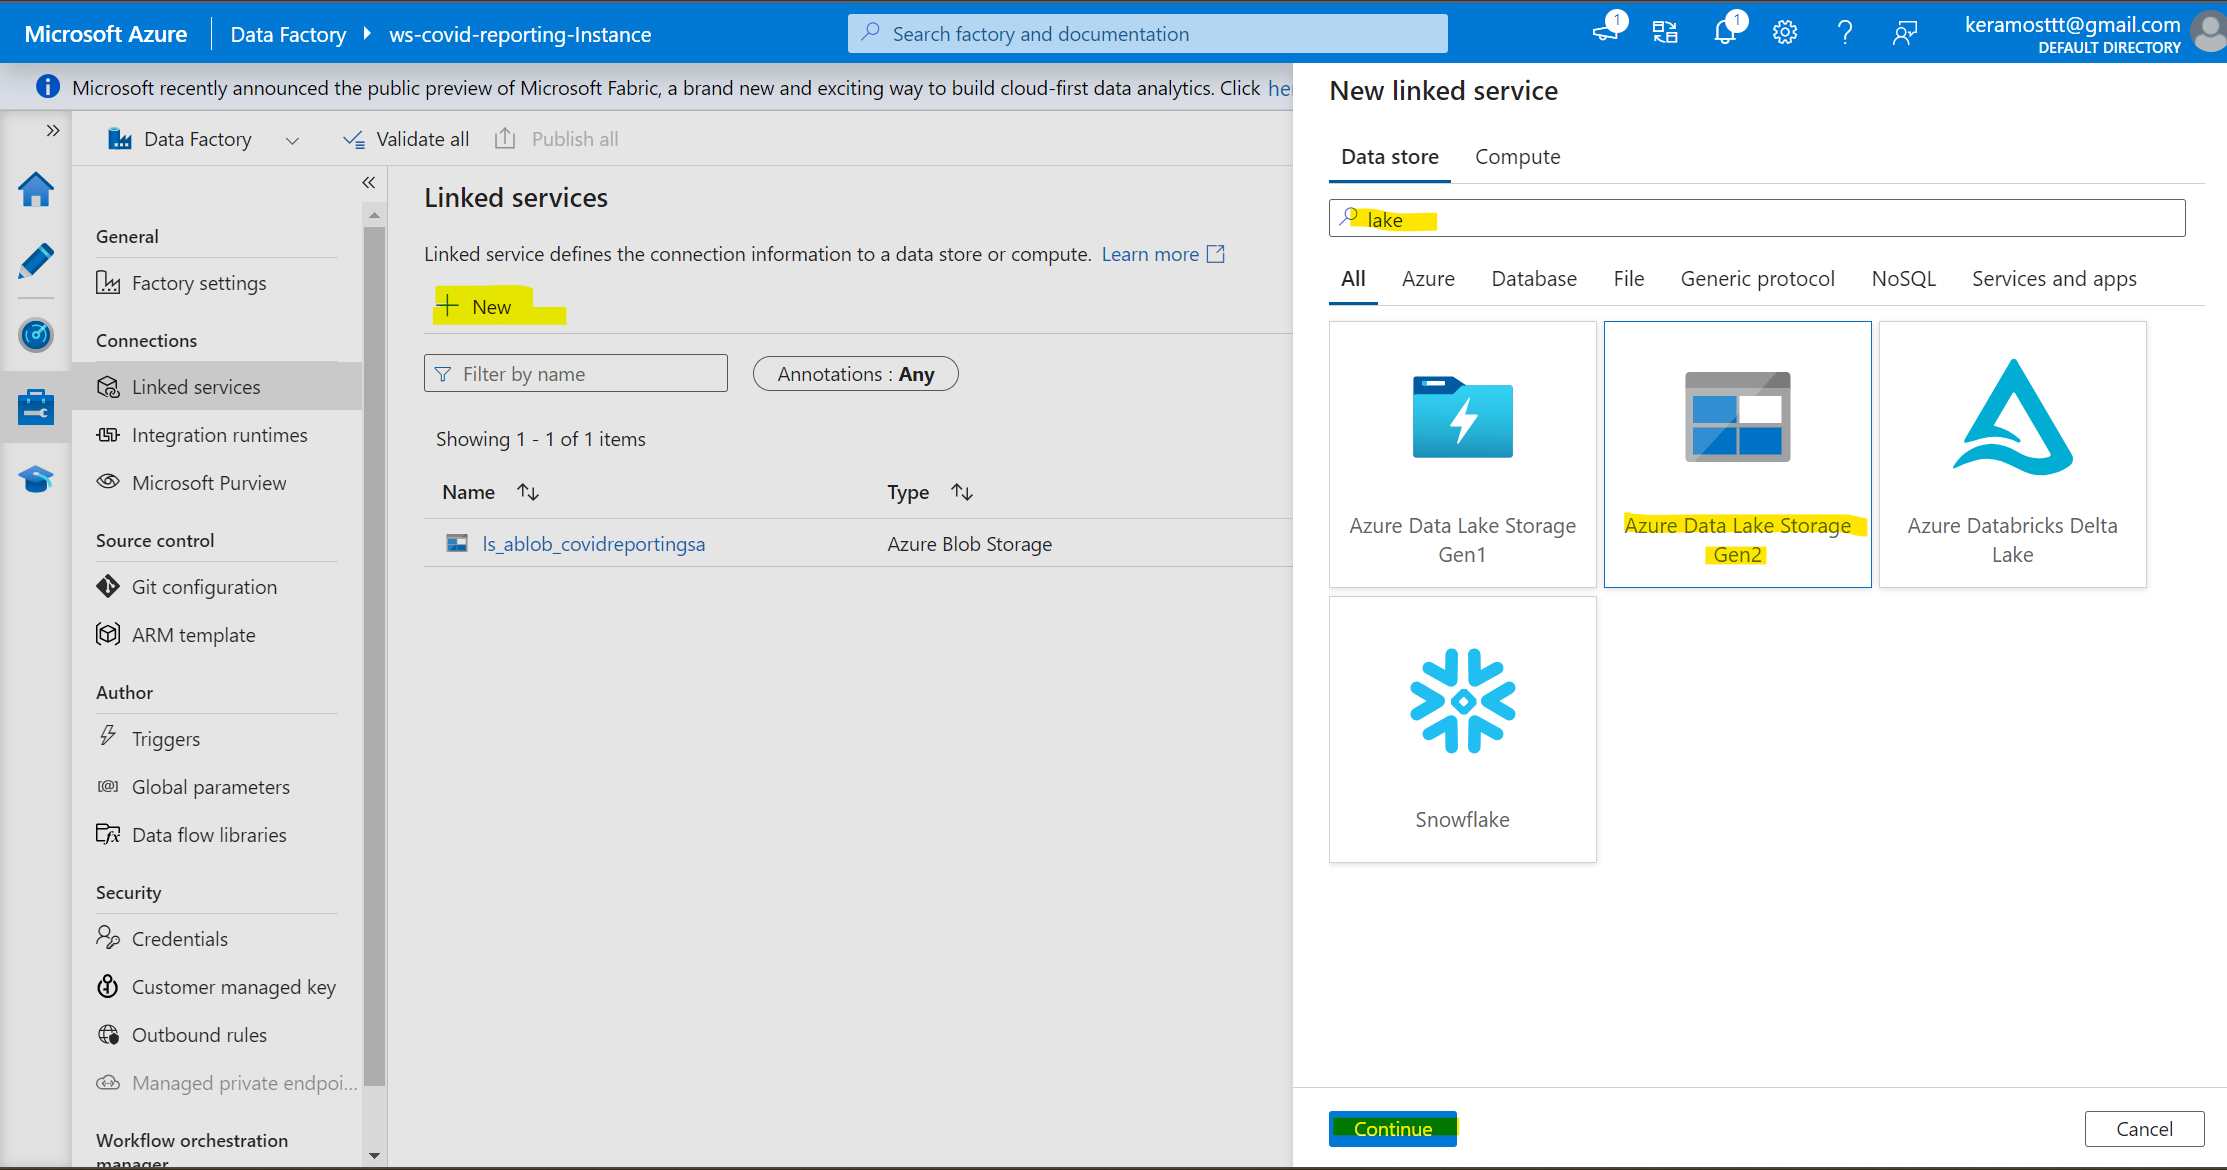 Microsoft Azure
Data Factory
ws-covid-reporting-Instance
Search factory and documentation
1
1
keramosttt@gmail.com
DEFAULT DIRECTORY
Microsoft recently announced the public preview of Microsoft Fabric, a brand new and exciting way to build cloud-first data analytics. Click
Data Factory
Validate all
Publish all
General
Factory settings
Connections
Linked services
Integration runtimes
Microsoft Purview
Source control
Git configuration
ARM template
Author
Triggers
Global parameters
Data flow libraries
Security
Credentials
Customer managed key
Outbound rules
Managed private endpoi...
Workflow orchestration
manager
Linked services
Linked service defines the connection information to a data store or compute. Learn more
New
Filter by name
Annotations : Any
Showing 1 - 1 of 1 items
Name
Type
ls_ablob_covidreportingsa
Azure Blob Storage
New linked service
Data store
Compute
lake
All
Azure
Database
File
Generic protocol
NoSQL
Services and apps
Azure Data Lake Storage
Gen1
Azure Data Lake Storage
Gen2
Azure Databricks Delta
Lake
Snowflake
Continue
Cancel